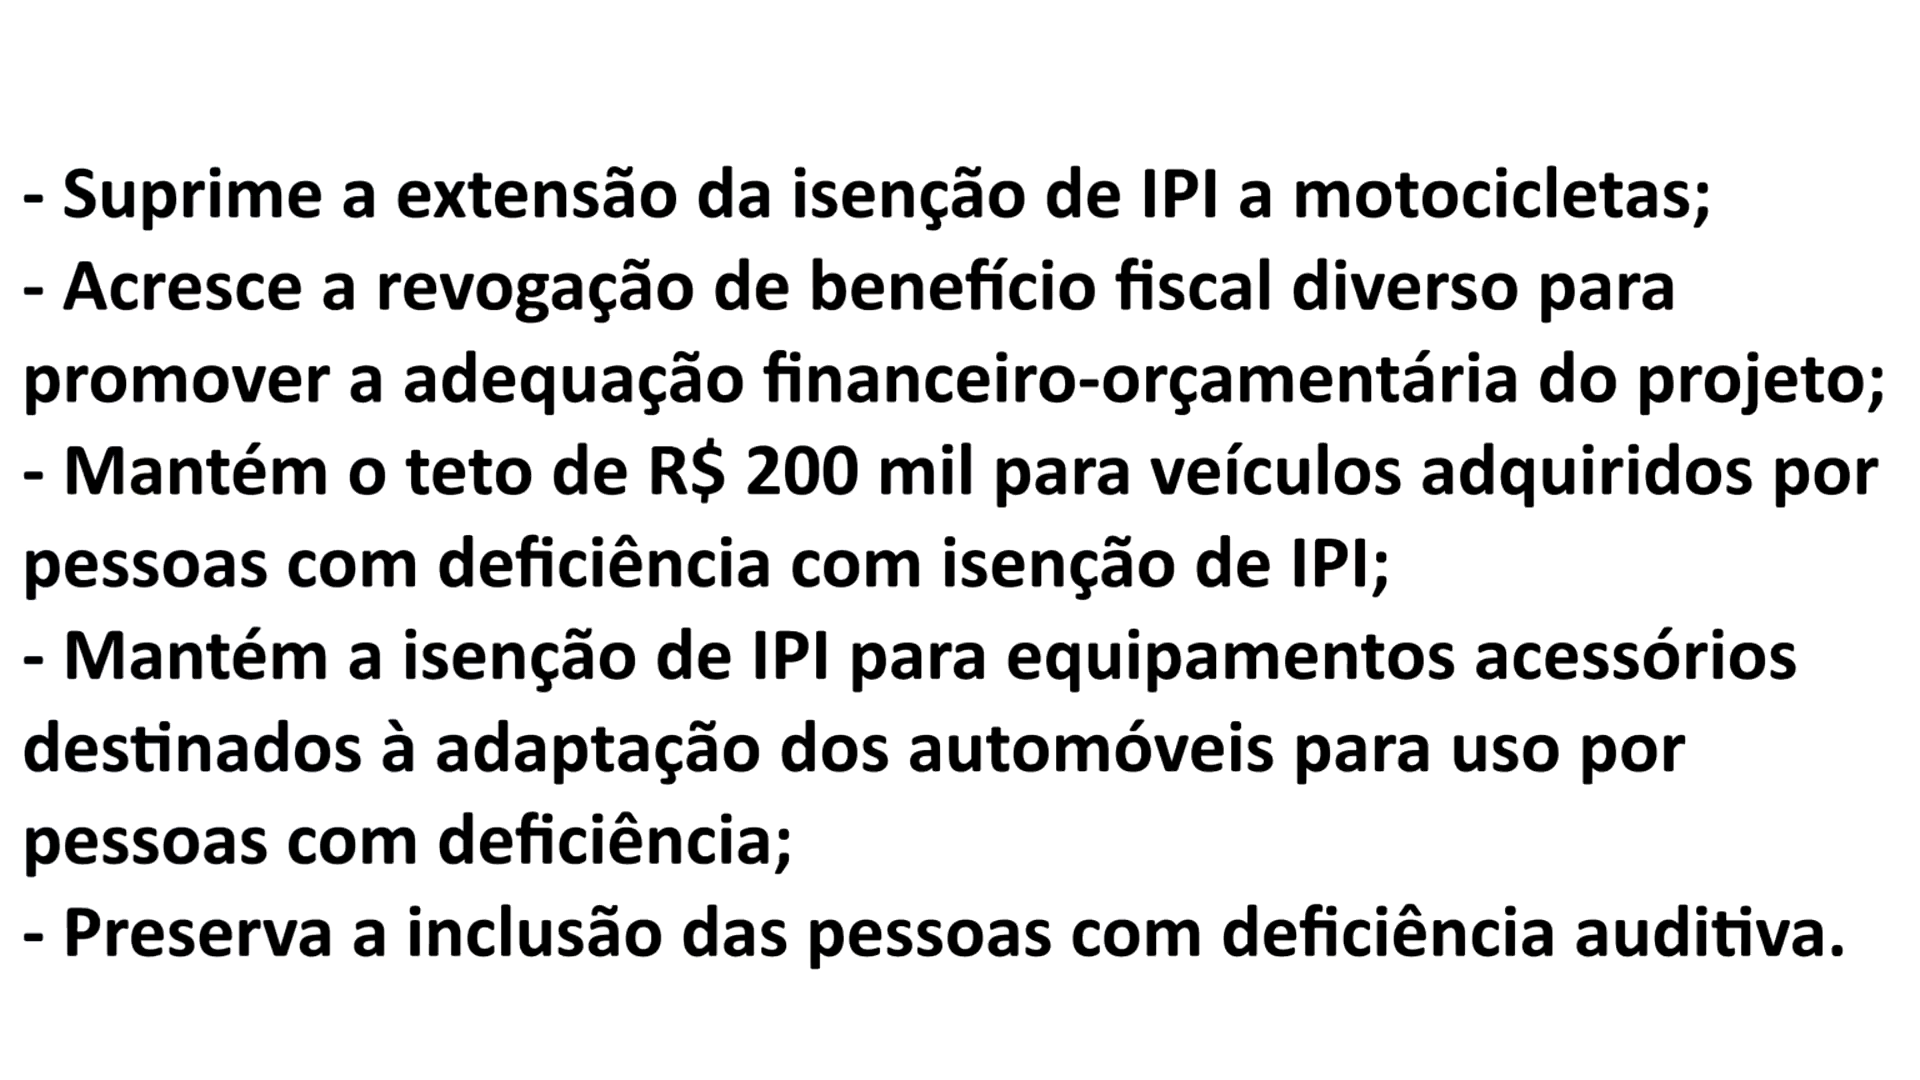 - Suprime a extensão da isenção de IPI a motocicletas;
- Acresce a revogação de benefício fiscal diverso para
promover a adequação financeiro-orçamentária do projeto;
- Mantém o teto de R$ 200 mil para veículos adquiridos por
pessoas com deficiência com isenção de IPI;
- Mantém a isenção de IPI para equipamentos acessórios
destinados à adaptação dos automóveis para uso por
pessoas com deficiência;
- Preserva a inclusão das pessoas com deficiência auditiva.